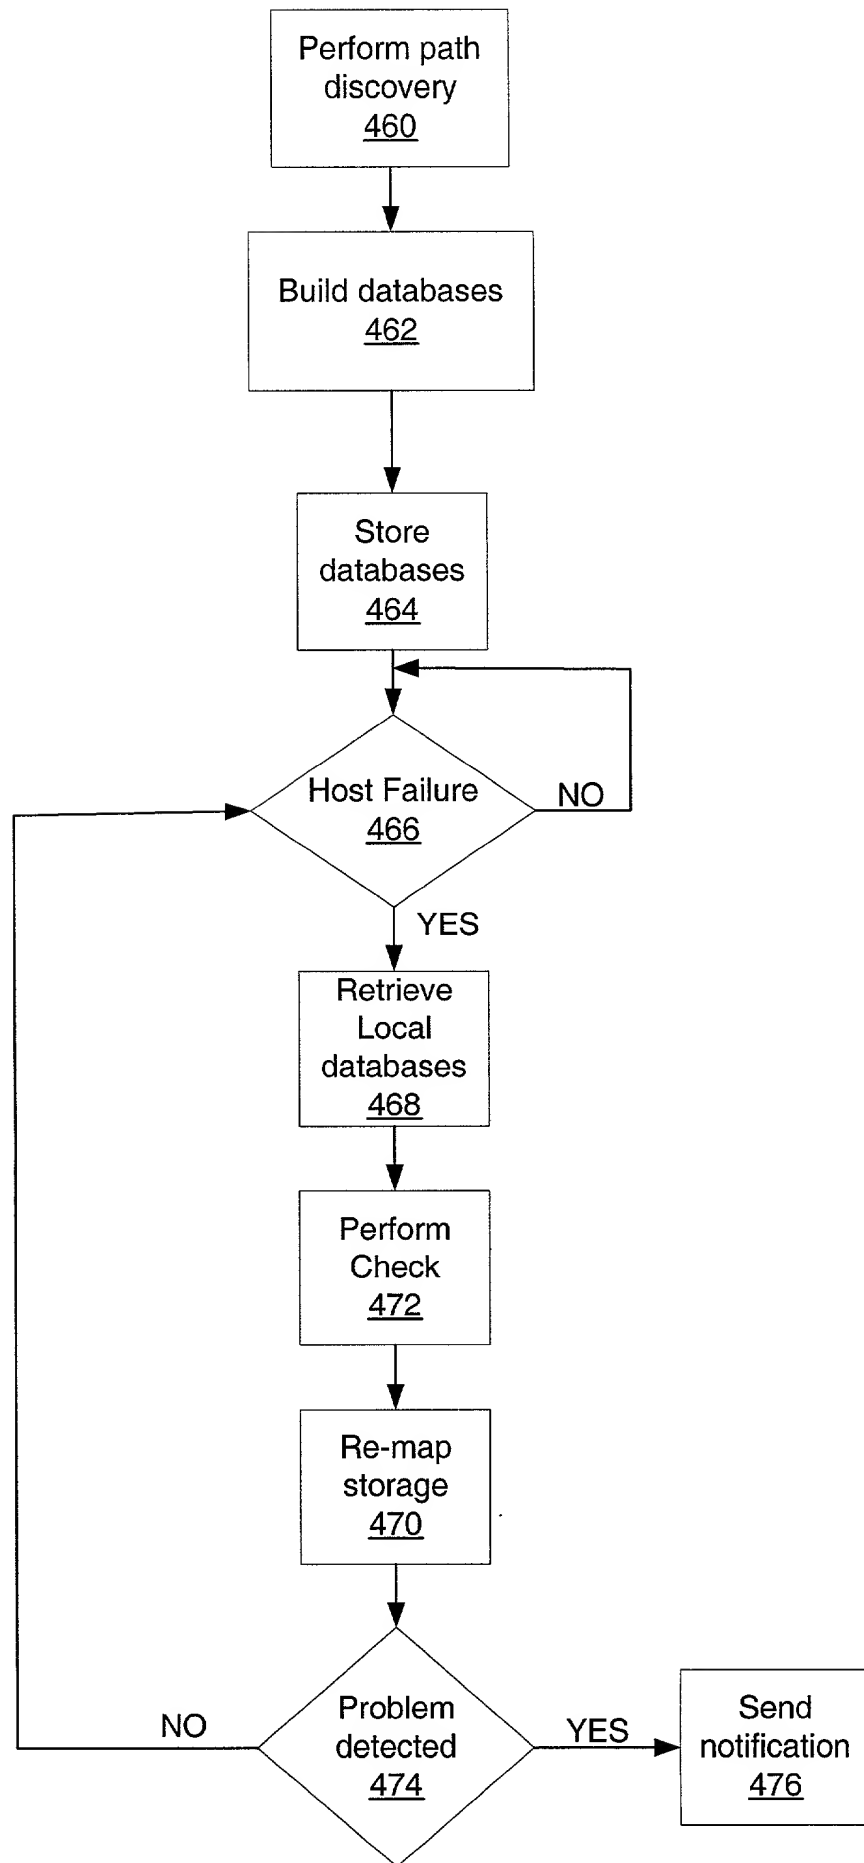 Perform path
discovery
460
Build databases
462
Store
databases
464
Host Failure
466
NO
YES
Retrieve
Local
databases
468
Perform
Check
472
Re-map
storage
470
Problem
detected
474
NO
YES
Send
notification
476